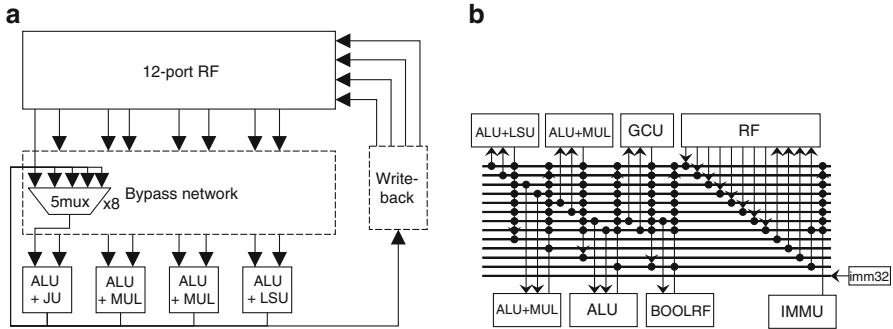 a
12-port RF
Bypass network
5mux
x8
Write-
back
ALU
+ JU
ALU
+ MUL
ALU
+ MUL
ALU
+ LSU
b
ALU+LSU
ALU+MUL
GCU
RF
imm32
ALU+MUL
ALU
BOOLRF
IMMU